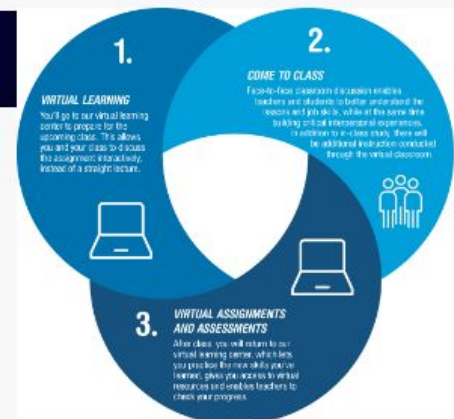 1.
VIRTUAL LEARNING
You'll go to our virtual learning
center to prepare for the
upcoming class. This allows
you and your class to discuss
the assignment interactively,
instead of a straight lecture.
2.
COME TO CLASS
Face-to-face classroom discussion enables
teachers and students to better understand the
lessons and job skills, while at the same time
building critical interpersonal experiences.
In addition to in-class study, there will
be additional instruction conducted
through the virtual classroom.
3.
VIRTUAL ASSIGNMENTS
AND ASSESSMENTS
After class, you will return to our
virtual learning center, which lets
you practice the new skills you've
learned, gives you access to virtual
resources and enables teachers to
check your progress.